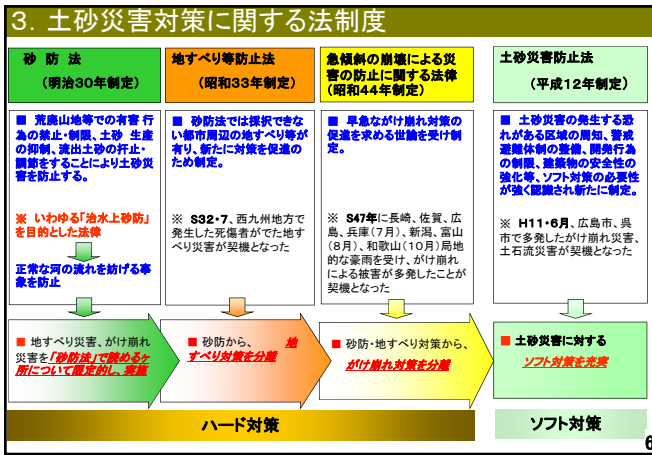 3．土砂災害対策に関する法制度
砂 防 法
（明治30年制定）
■ 荒廃山地等での有害 行
為の禁止・制限、土砂 生産
の抑制、流出土砂の扞止・
調節をすることにより土砂災
害を防止する。
※ いわゆる「治水上砂防」
を目的とした法律
正常な河の流れを妨げる事
象を防止
■ 地すべり災害、がけ崩れ
災害を「砂防法」で読めるケ
所について限定的し、実施
地すべり等防止法
（昭和33年制定）
■ 砂防法では採択できな
い都市周辺の地すべり等が
有り、新たに対策を促進の
ため制定。
※ S32・7、西九州地方で
発生した死傷者がでた地す
べり災害が契機となった
■ 砂防から、 地
すべり対策を分離
急傾斜の崩壊による災
害の防止に関する法律
（昭和44年制定）
■ 早急ながけ崩れ対策の
促進を求める世論を受け制
定。
※ S47年に長崎、佐賀、広
島、兵庫（7月）、新潟、富山
（8月）、和歌山（10月）局地
的な豪雨を受け、がけ崩れ
による被害が多発したことが
契機となった
■ 砂防・地すべり対策から、
がけ崩れ対策を分離
土砂災害防止法
（平成12年制定）
■ 土砂災害の発生する恐
れがある区域の周知、警戒
避難体制の整備、開発行為
の制限、建築物の安全性の
強化等、ソフト対策の必要性
が強く認識され新たに制定。
※ H11・6月、広島市、呉
市で多発したがけ崩れ災害、
土石流災害が契機となった
■ 土砂災害に対する
ソフト対策を充実
ハード対策
ソフト対策
6